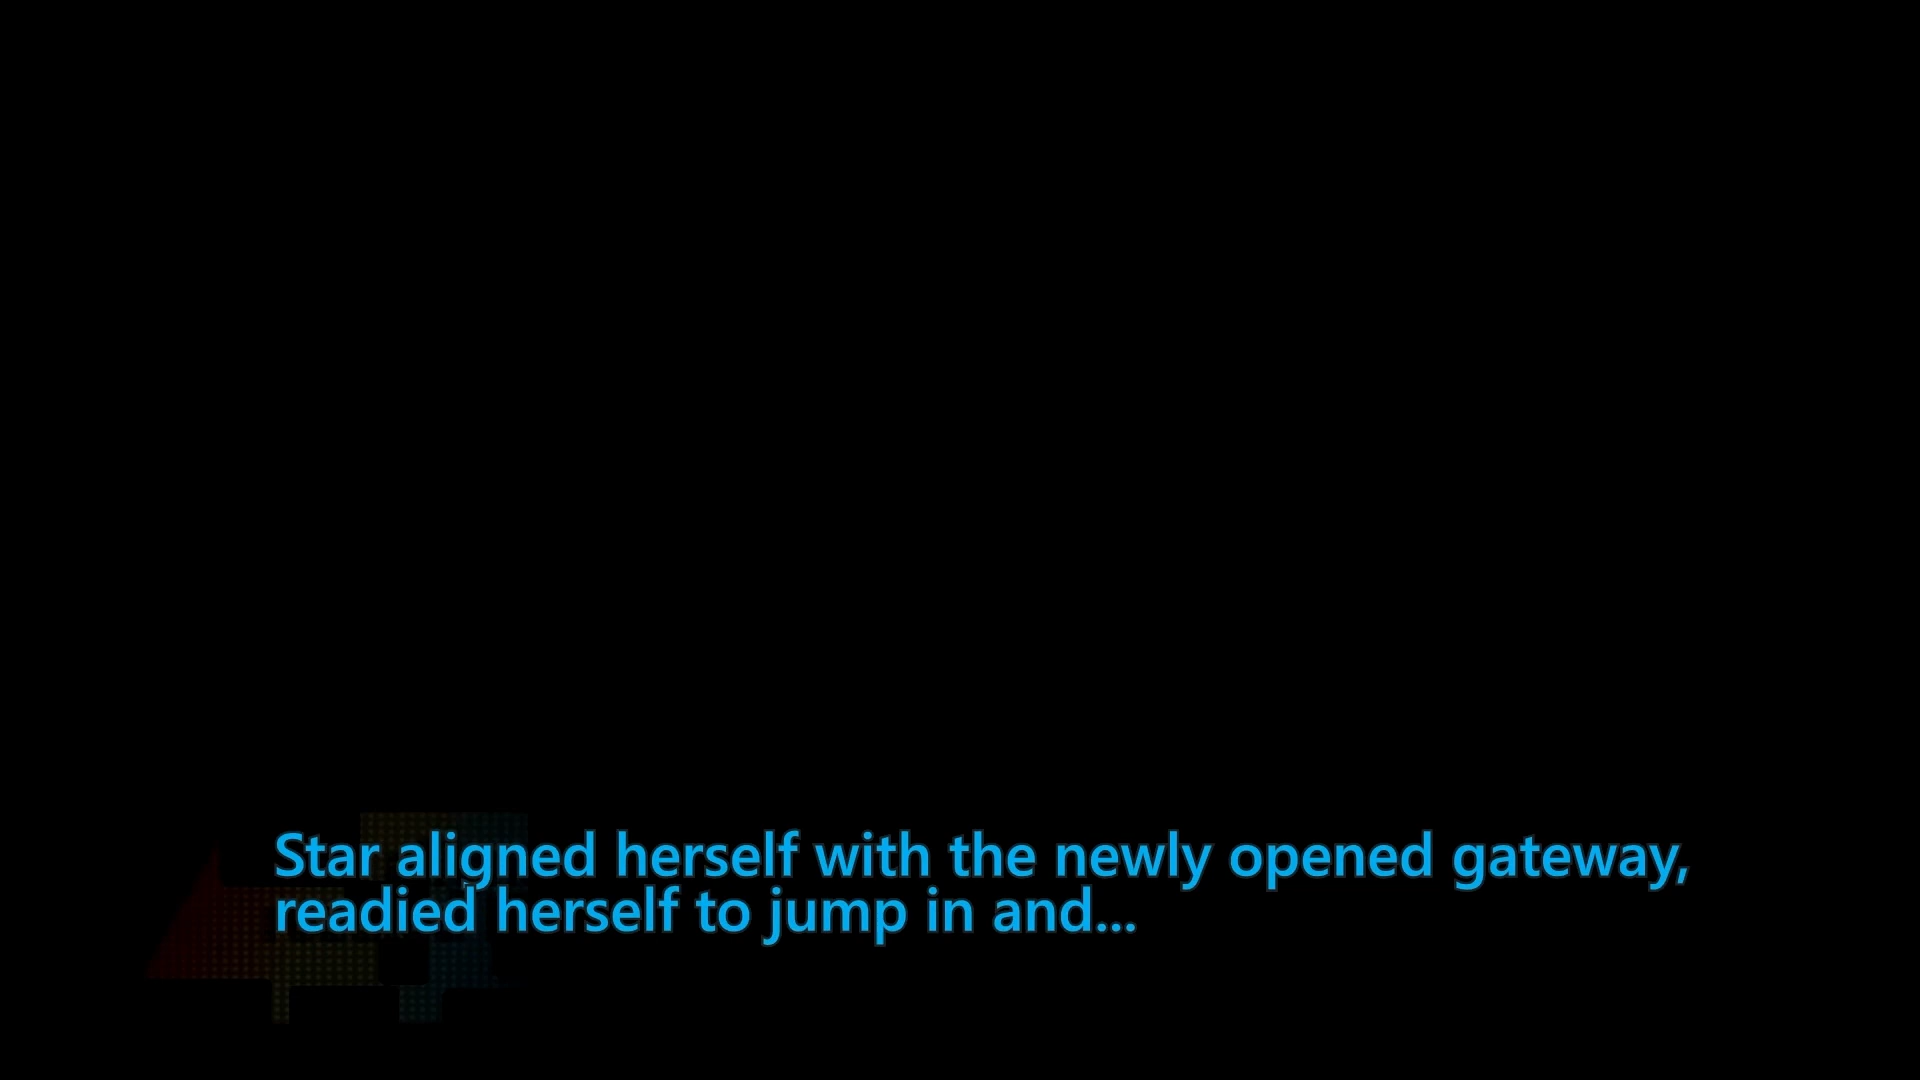 Star aligned herself with the newly opened gateway,
readied herself to jump in and...